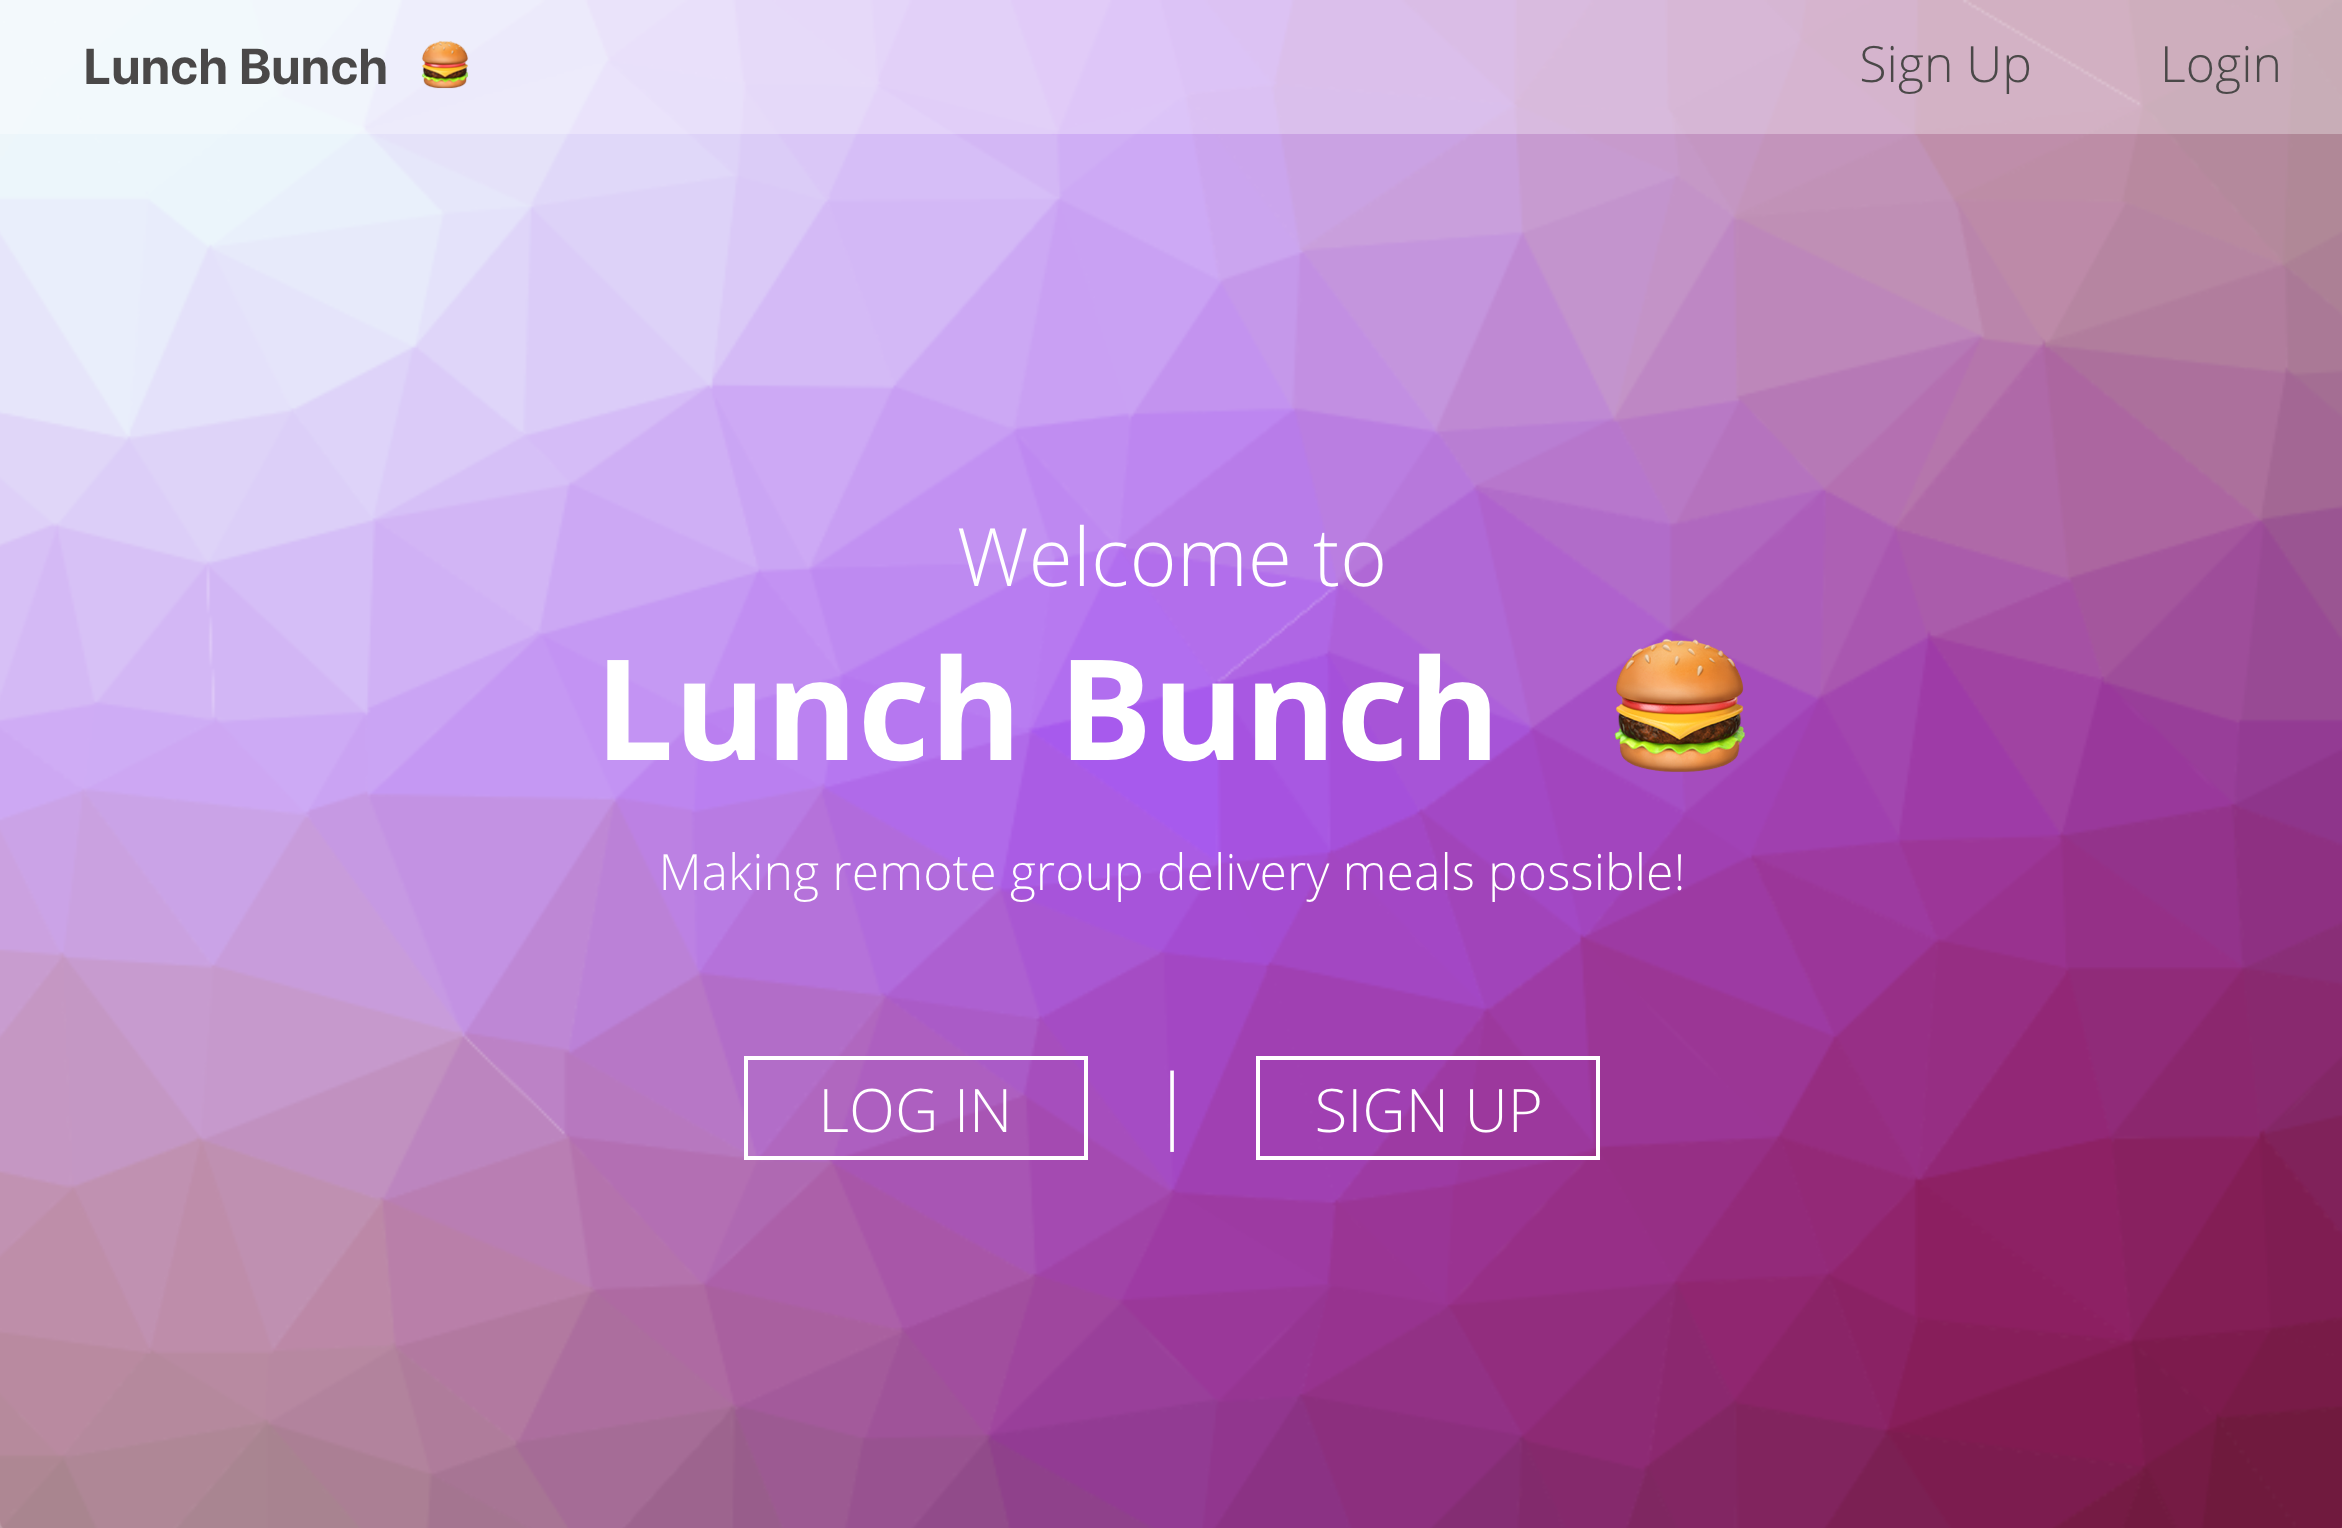 Lunch Bunch 🍔 Sign Up Login
Welcome to
Lunch Bunch 🍔
Making remote group delivery meals possible!
LOG IN | SIGN UP